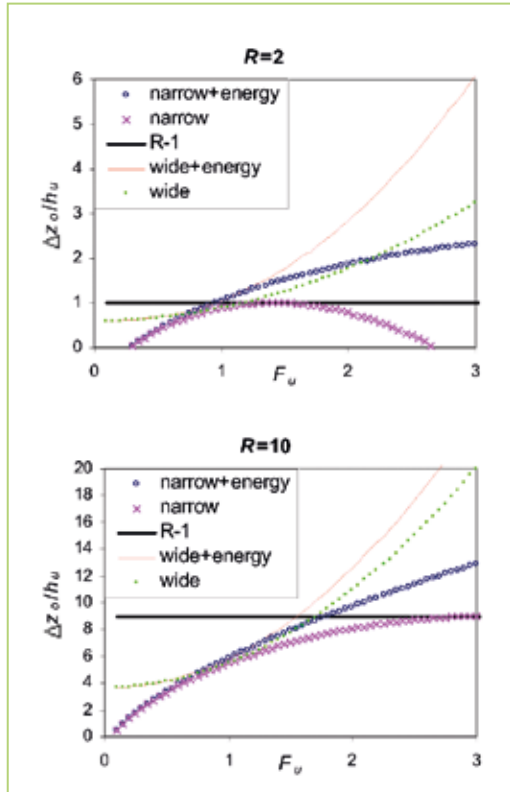 R=2
6
5
4
3
2
1
0
Δz₀/hᵤ
narrow+energy
narrow
R-1
wide+energy
wide
0 1 2 3
Fᵤ
R=10
20
18
16
14
12
10
8
6
4
2
0
Δz₀/hᵤ
narrow+energy
narrow
R-1
wide+energy
wide
0 1 2 3
Fᵤ